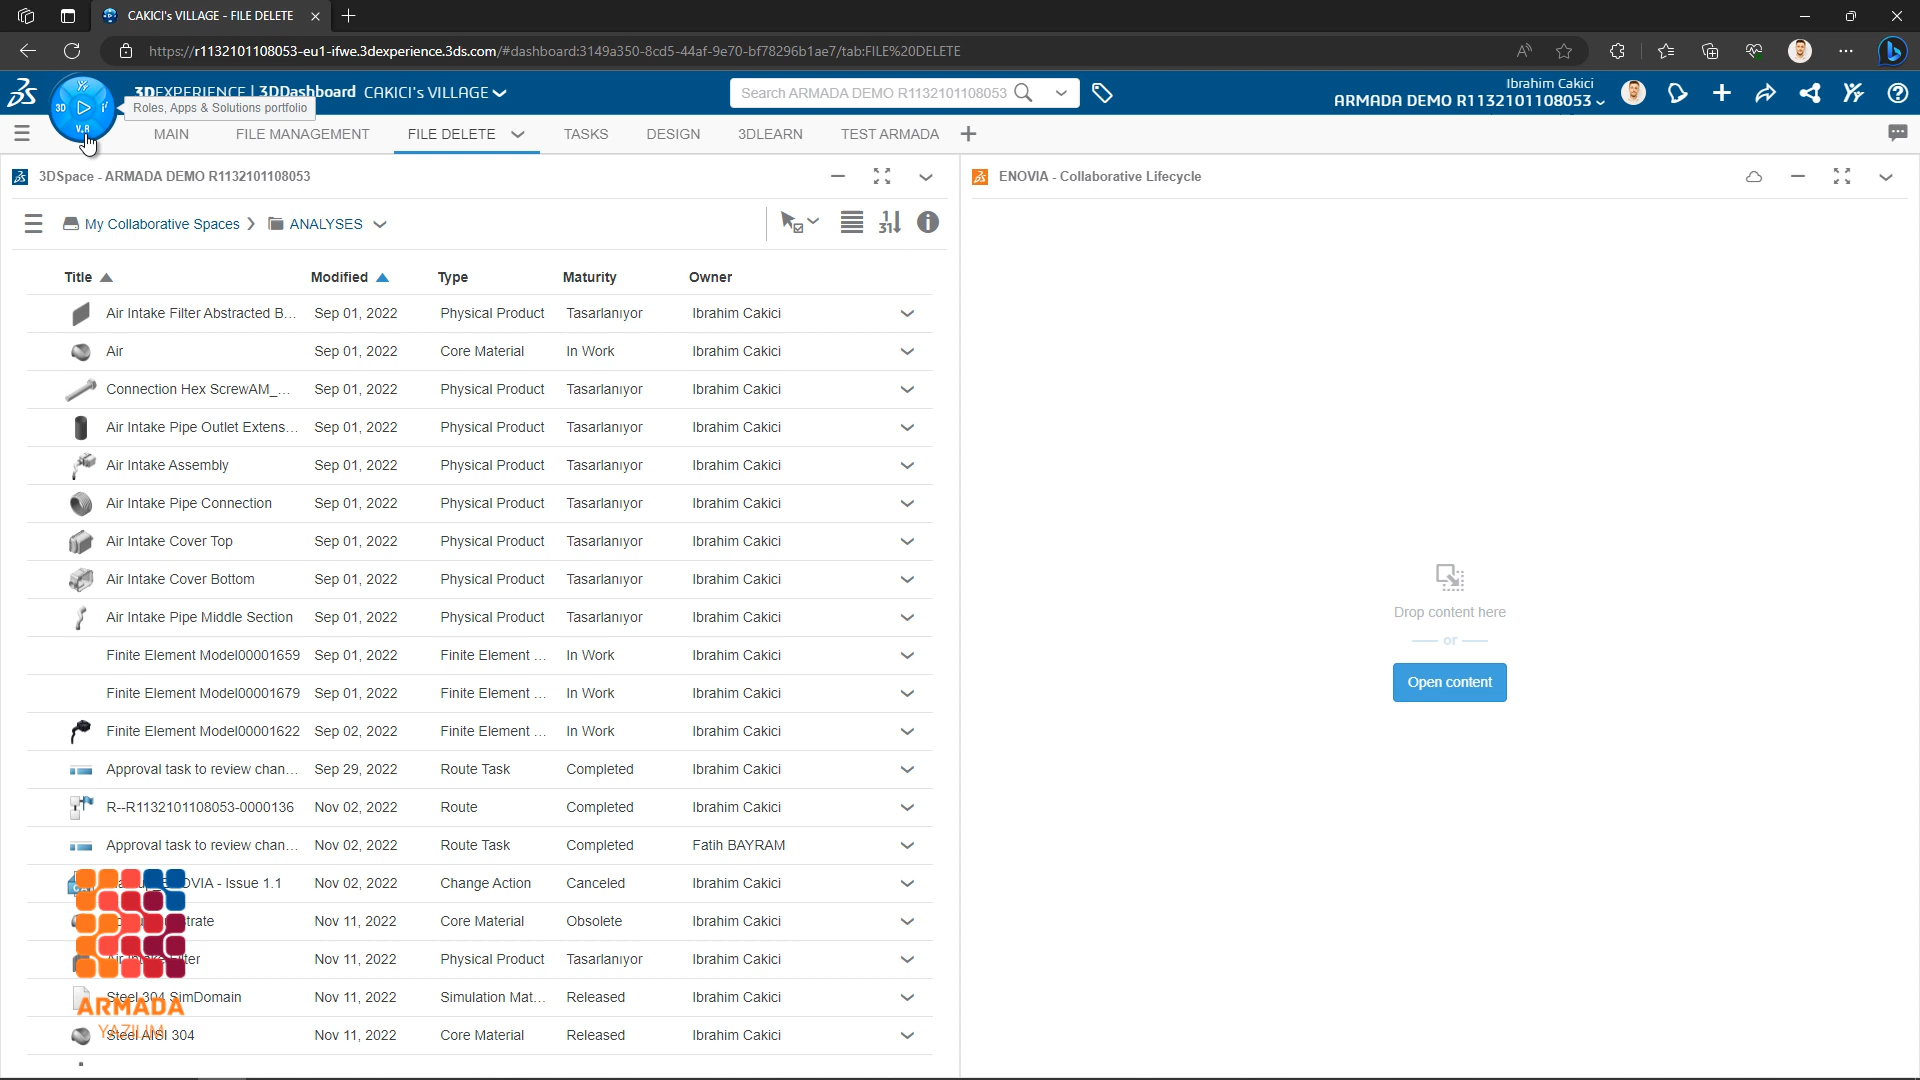 CAKICI's VILLAGE - FILE DELETE
https://r1132101108053-eu1-ifwe.3dexperience.3ds.com/#dashboard:3149a350-8cd5-44af-9e70-bf78296b1ae7/tab:FILE%20DELETE
3D
V.R
3DEXPERIENCE | 3DDashboard CAKICI's VILLAGE
Roles, Apps & Solutions portfolio
Search ARMADA DEMO R1132101108053
Ibrahim Cakici
ARMADA DEMO R1132101108053
MAIN FILE MANAGEMENT FILE DELETE TASKS DESIGN 3DLEARN TEST ARMADA
3DSpace - ARMADA DEMO R1132101108053
ENOVIA - Collaborative Lifecycle
My Collaborative Spaces ANALYSES
Title Modified Type Maturity Owner
Air Intake Filter Abstracted B... Sep 01, 2022 Physical Product Tasarlanıyor Ibrahim Cakici
Air Sep 01, 2022 Core Material In Work Ibrahim Cakici
Connection Hex ScrewAM_... Sep 01, 2022 Physical Product Tasarlanıyor Ibrahim Cakici
Air Intake Pipe Outlet Extens... Sep 01, 2022 Physical Product Tasarlanıyor Ibrahim Cakici
Air Intake Assembly Sep 01, 2022 Physical Product Tasarlanıyor Ibrahim Cakici
Air Intake Pipe Connection Sep 01, 2022 Physical Product Tasarlanıyor Ibrahim Cakici
Air Intake Cover Top Sep 01, 2022 Physical Product Tasarlanıyor Ibrahim Cakici
Air Intake Cover Bottom Sep 01, 2022 Physical Product Tasarlanıyor Ibrahim Cakici
Air Intake Pipe Middle Section Sep 01, 2022 Physical Product Tasarlanıyor Ibrahim Cakici
Finite Element Model00001659 Sep 01, 2022 Finite Element ... In Work Ibrahim Cakici
Finite Element Model00001679 Sep 01, 2022 Finite Element ... In Work Ibrahim Cakici
Finite Element Model00001622 Sep 02, 2022 Finite Element ... In Work Ibrahim Cakici
Approval task to review chan... Sep 29, 2022 Route Task Completed Ibrahim Cakici
R--R1132101108053-0000136 Nov 02, 2022 Route Completed Ibrahim Cakici
Approval task to review chan... Nov 02, 2022 Route Task Completed Fatih BAYRAM
- Issue 1.1 Nov 02, 2022 Change Action Canceled Ibrahim Cakici
Nov 11, 2022 Core Material Obsolete Ibrahim Cakici
Nov 11, 2022 Physical Product Tasarlanıyor Ibrahim Cakici
Steel 304 SimDomain Nov 11, 2022 Simulation Mat... Released Ibrahim Cakici
Steel AISI 304 Nov 11, 2022 Core Material Released Ibrahim Cakici
ARMADA
YAZILIM
Drop content here
or
Open content